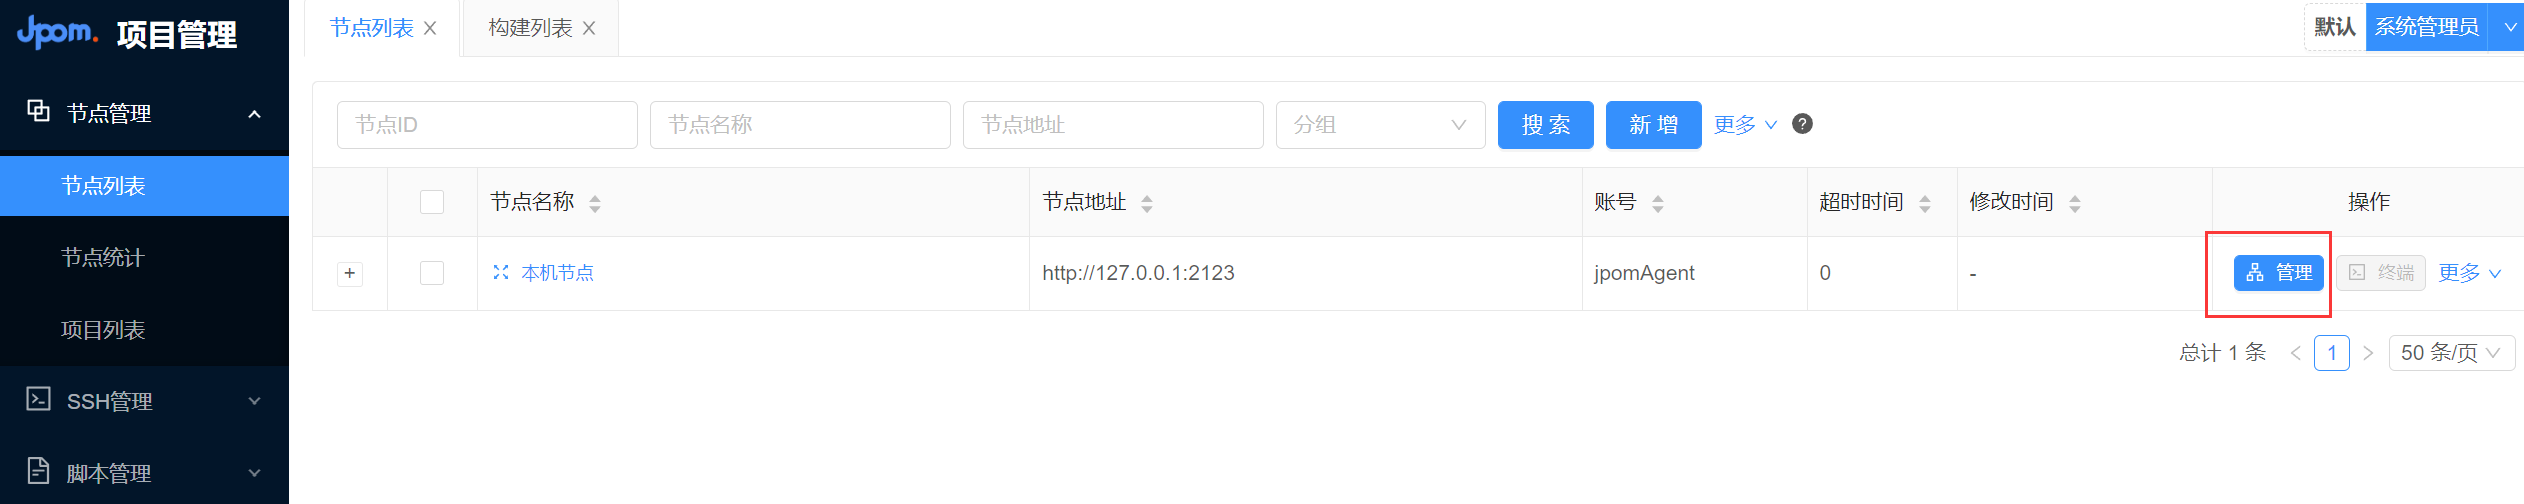 Jpom. 项目管理
节点管理
节点列表
节点统计
项目列表
SSH管理
脚本管理
节点列表 构建列表
默认 系统管理员
节点ID 节点名称 节点地址 分组 搜 索 新 增 更多 ?
节点名称 节点地址 账号 超时时间 修改时间 操作
+ 本机节点 http://127.0.0.1:2123 jpomAgent 0 - 管理 终端 更多
总计 1 条 < 1 > 50 条/页